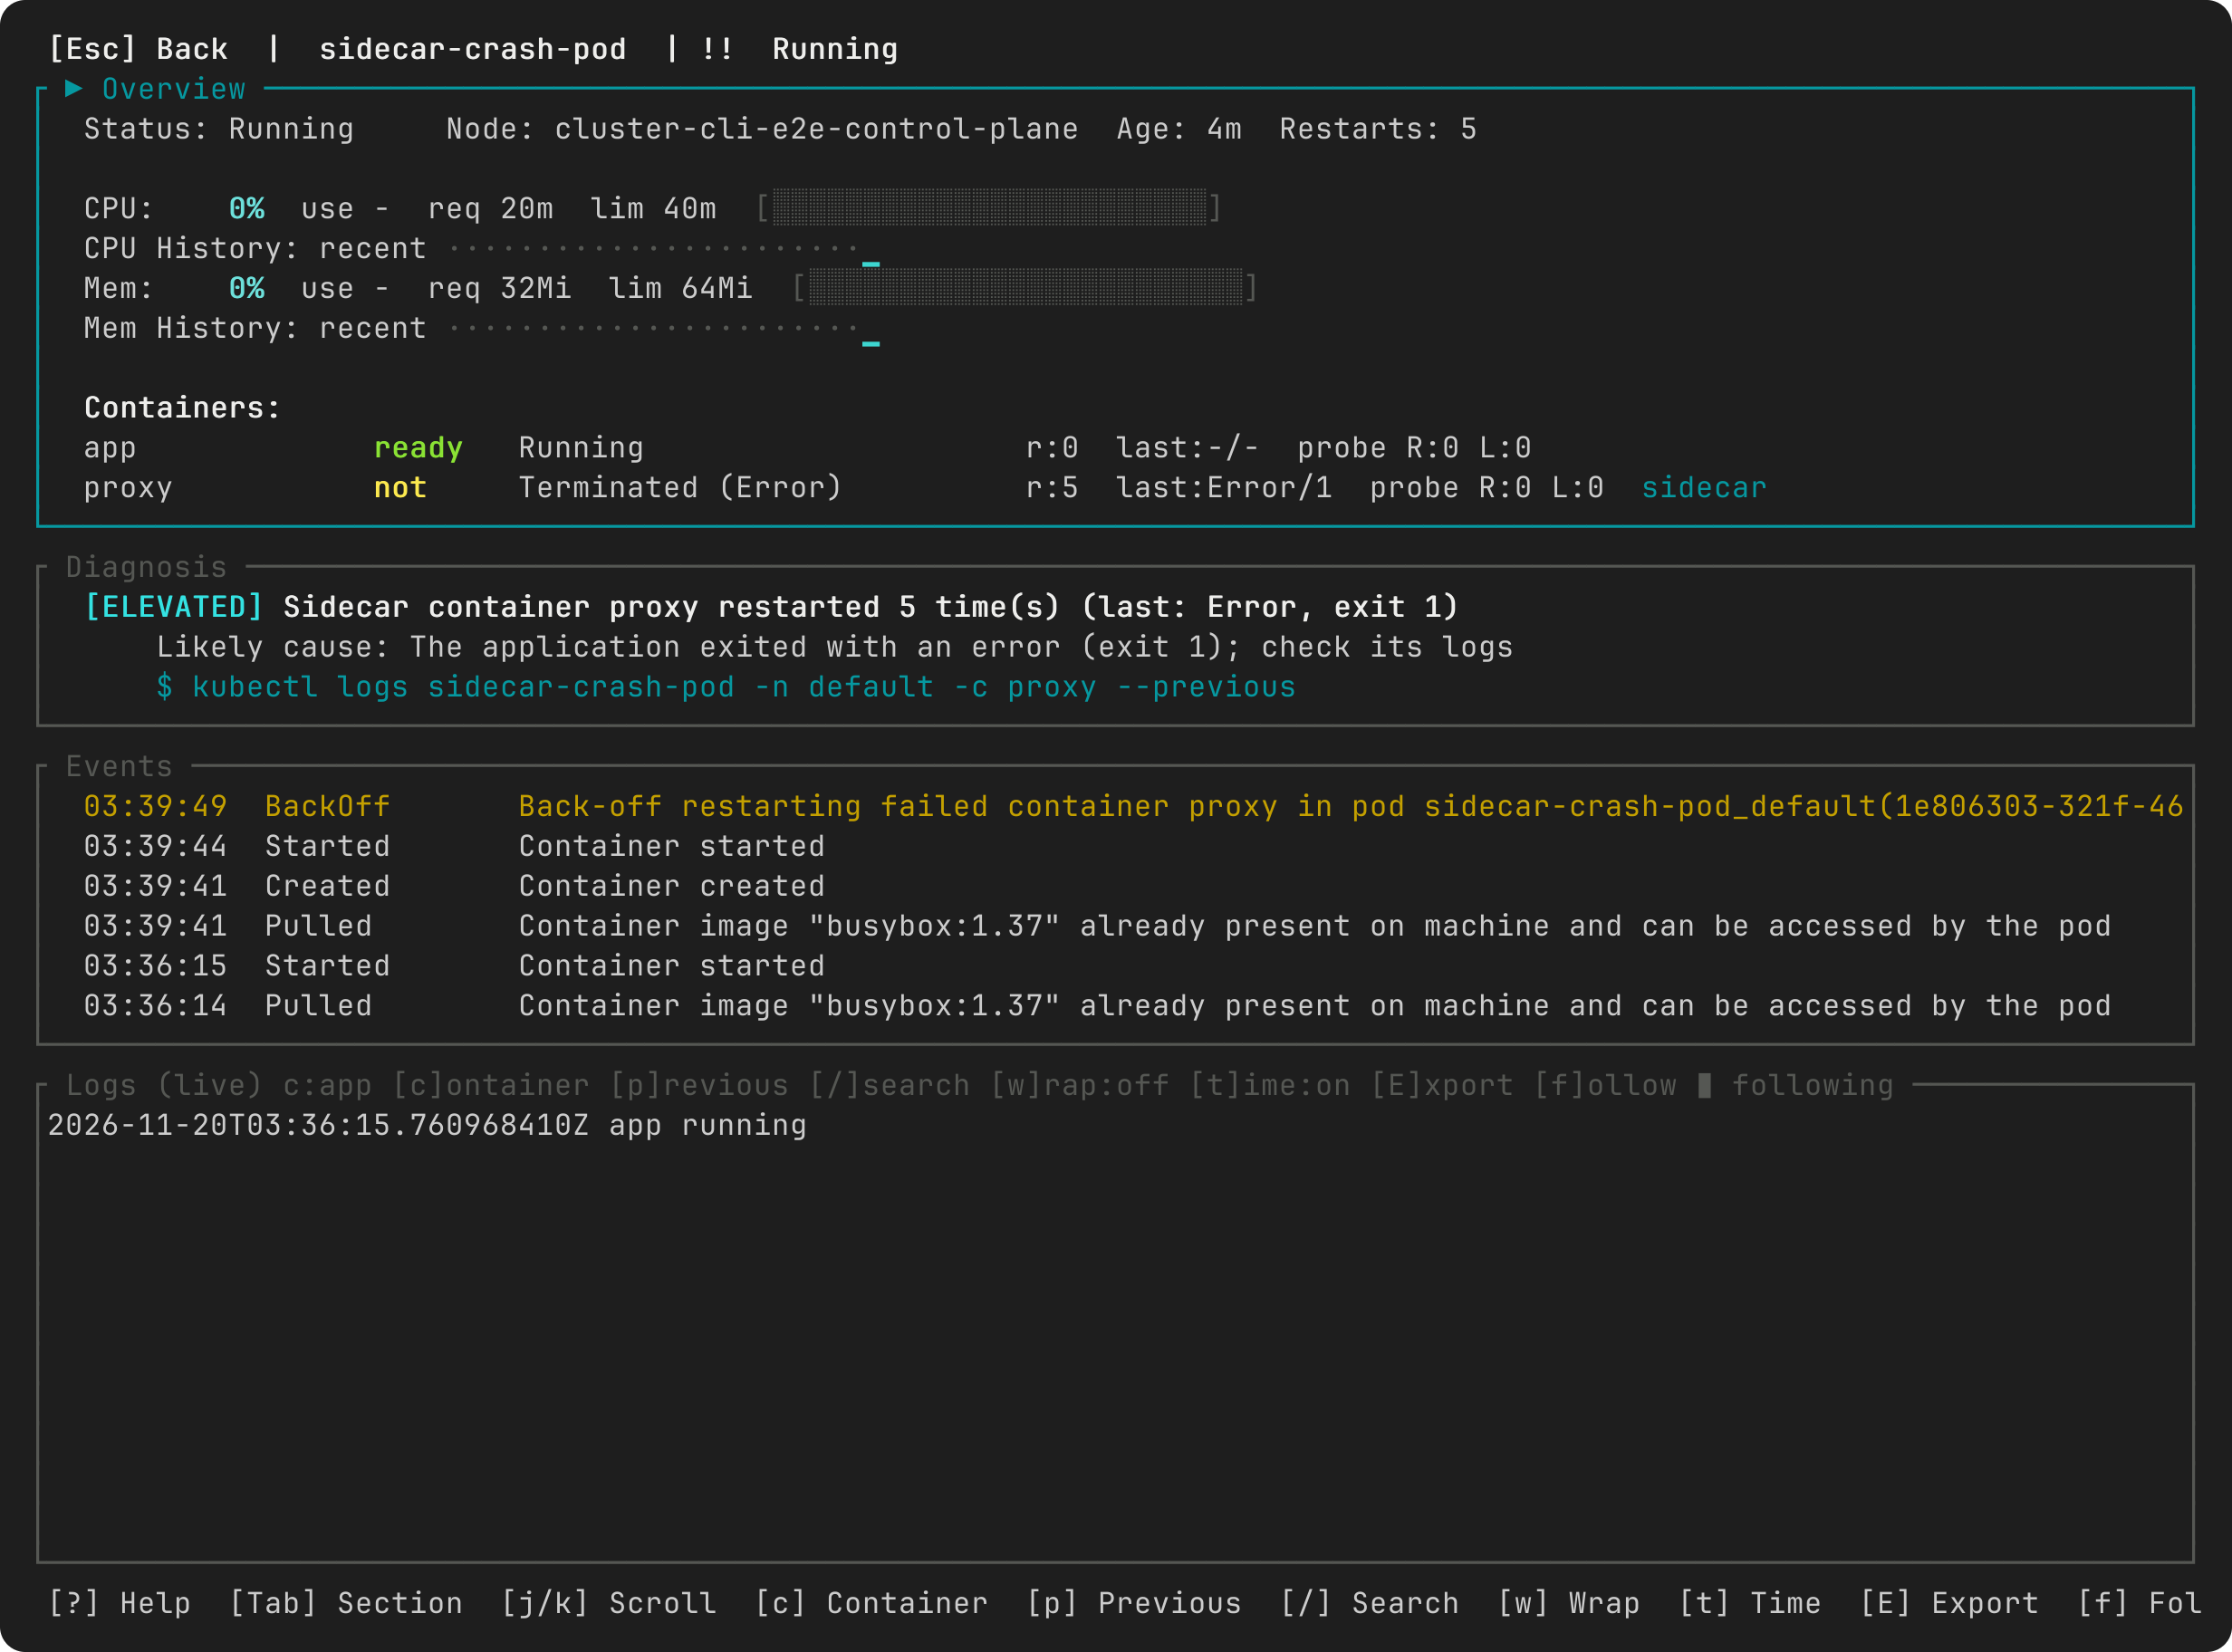 [Esc] Back | sidecar-crash-pod | !! Running
▶ Overview
Status: Running Node: cluster-cli-e2e-control-plane Age: 4m Restarts: 5
CPU: 0% use - req 20m lim 40m [░░░░░░░░░░░░░░░░░░░░░░░░]
CPU History: recent ·······················▁
Mem: 0% use - req 32Mi lim 64Mi [░░░░░░░░░░░░░░░░░░░░░░░░]
Mem History: recent ·······················▁
Containers:
app ready Running r:0 last:-/- probe R:0 L:0
proxy not Terminated (Error) r:5 last:Error/1 probe R:0 L:0 sidecar
Diagnosis
[ELEVATED] Sidecar container proxy restarted 5 time(s) (last: Error, exit 1)
Likely cause: The application exited with an error (exit 1); check its logs
$ kubectl logs sidecar-crash-pod -n default -c proxy --previous
Events
03:39:49 BackOff Back-off restarting failed container proxy in pod sidecar-crash-pod_default(1e806303-321f-46
03:39:44 Started Container started
03:39:41 Created Container created
03:39:41 Pulled Container image "busybox:1.37" already present on machine and can be accessed by the pod
03:36:15 Started Container started
03:36:14 Pulled Container image "busybox:1.37" already present on machine and can be accessed by the pod
Logs (live) c:app [c]ontainer [p]revious [/]search [w]rap:off [t]ime:on [E]xport [f]ollow █ following
2026-11-20T03:36:15.760968410Z app running
[?] Help [Tab] Section [j/k] Scroll [c] Container [p] Previous [/] Search [w] Wrap [t] Time [E] Export [f] Fol